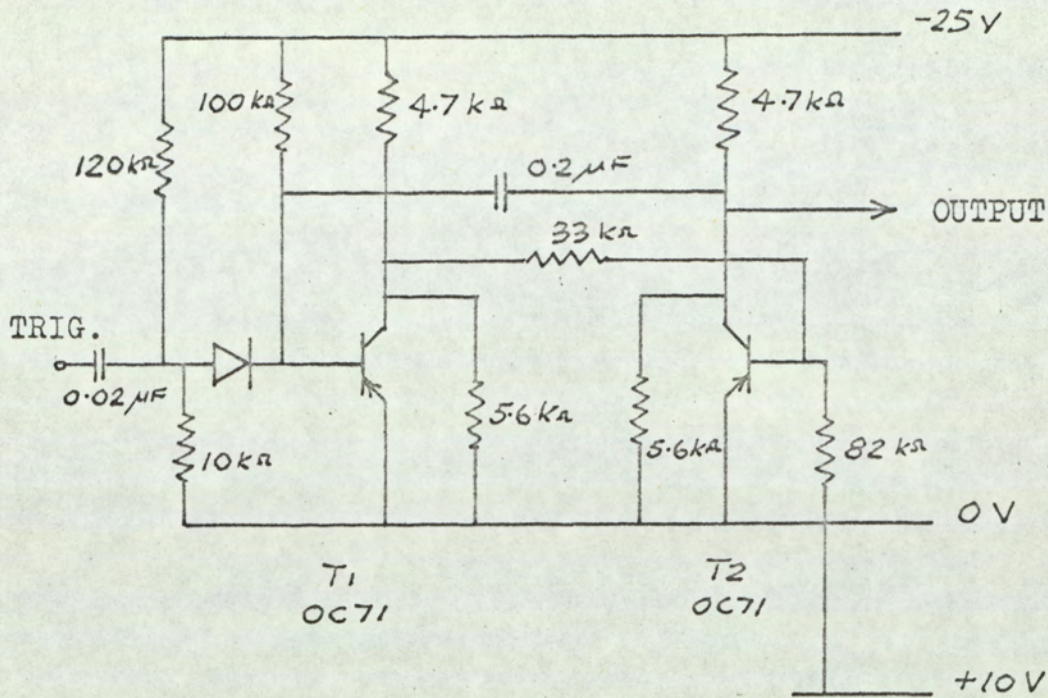 -25V
100kΩ
4.7kΩ
4.7kΩ
120kΩ
0.2μF
OUTPUT
33kΩ
TRIG.
0.02μF
5.6kΩ
5.6kΩ
82kΩ
10kΩ
0V
T1
OC71
T2
OC71
+10V